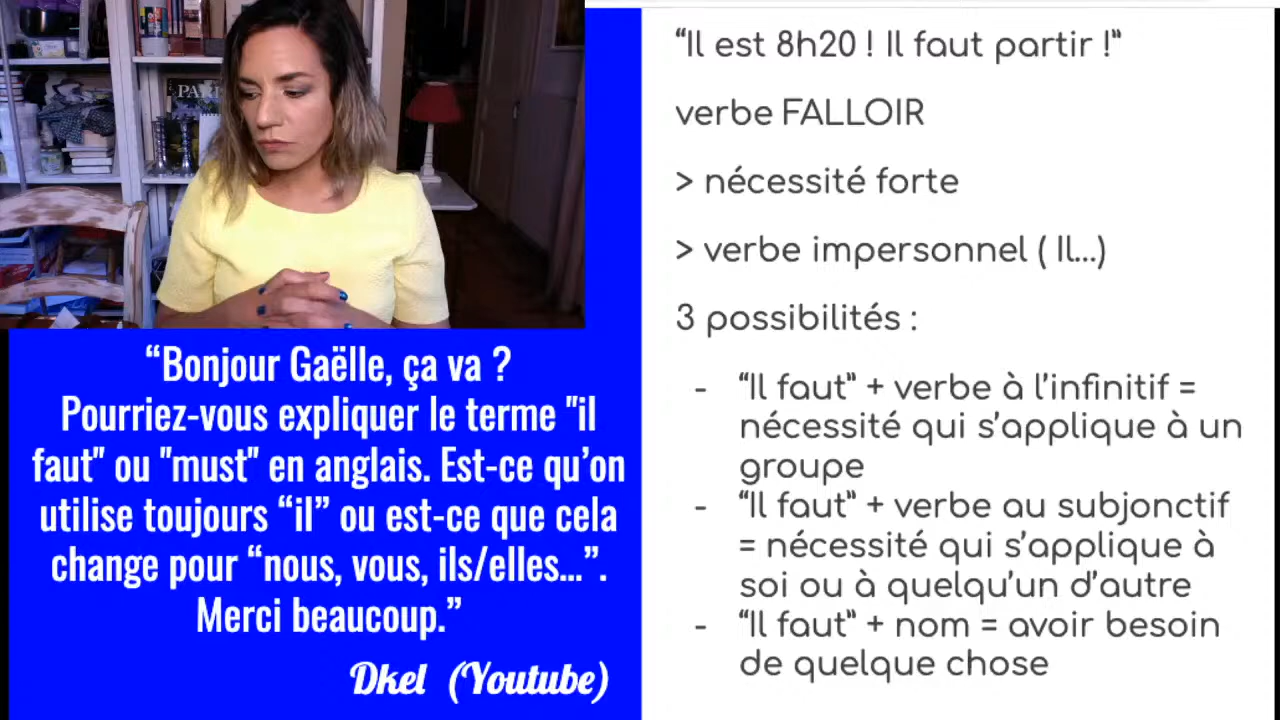 PARI
“Bonjour Gaëlle, ça va ?
Pourriez-vous expliquer le terme "il
faut" ou "must" en anglais. Est-ce qu’on
utilise toujours “il” ou est-ce que cela
change pour “nous, vous, ils/elles...”.
Merci beaucoup.”
Dkel (Youtube)
“Il est 8h20 ! Il faut partir !”
verbe FALLOIR
> nécessité forte
> verbe impersonnel ( Il...)
3 possibilités :
- “Il faut” + verbe à l’infinitif =
nécessité qui s’applique à un
groupe
- “Il faut” + verbe au subjonctif
= nécessité qui s’applique à
soi ou à quelqu’un d’autre
- “Il faut” + nom = avoir besoin
de quelque chose